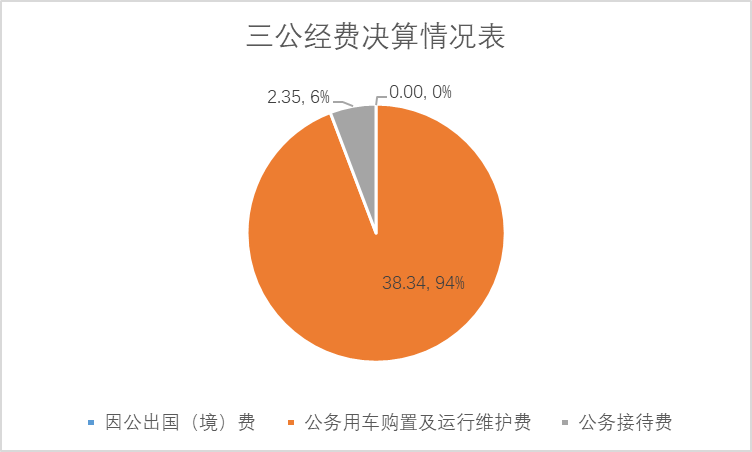 三公经费决算情况表
2.35, 6%
0.00, 0%
38.34, 94%
因公出国（境）费
公务用车购置及运行维护费
公务接待费